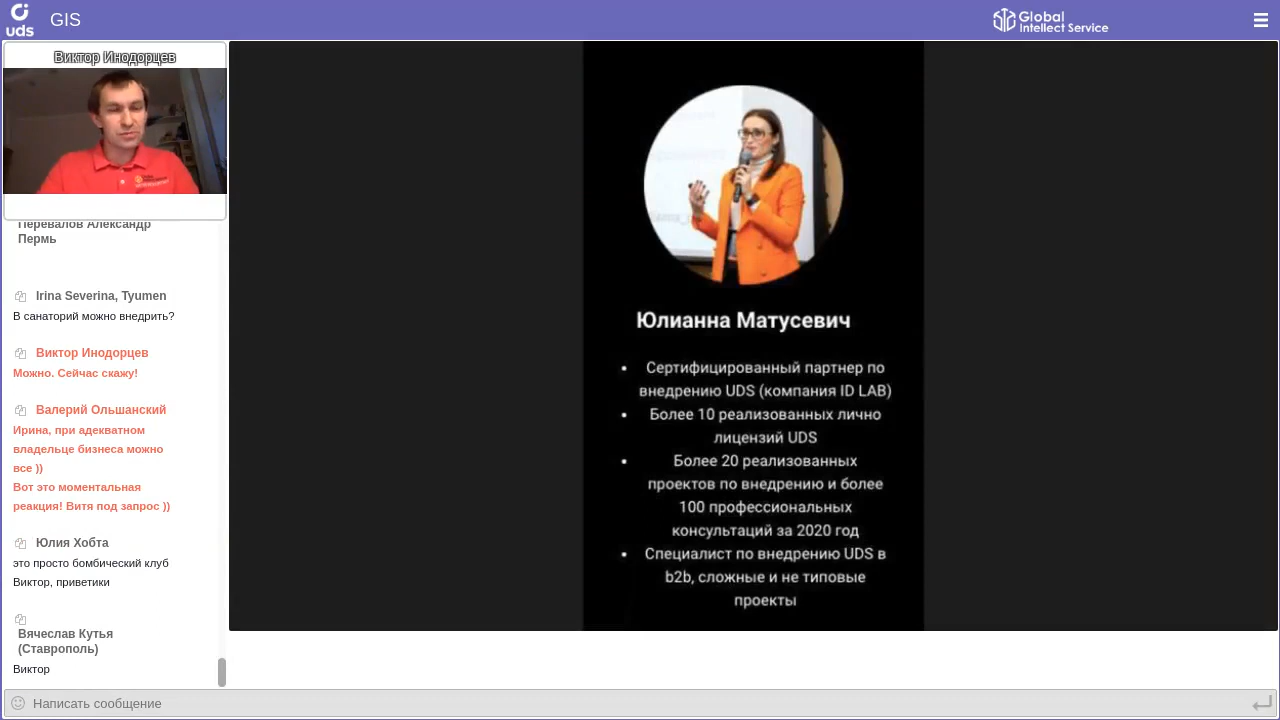 uds
GIS
Global
Intellect Service
Виктор Инодорцев
Перевалов Александр
Пермь
Irina Severina, Tyumen
В санаторий можно внедрить?
Виктор Инодорцев
Можно. Сейчас скажу!
Валерий Ольшанский
Ирина, при адекватном
владельце бизнеса можно
все ))
Вот это моментальная
реакция! Витя под запрос ))
Юлия Хобта
это просто бомбический клуб
Виктор, приветики
Вячеслав Кутья
(Ставрополь)
Виктор
Написать сообщение
Юлианна Матусевич
• Сертифицированный партнер по
внедрению UDS (компания ID LAB)
• Более 10 реализованных лично
лицензий UDS
• Более 20 реализованных
проектов по внедрению и более
100 профессиональных
консультаций за 2020 год
• Специалист по внедрению UDS в
b2b, сложные и не типовые
проекты